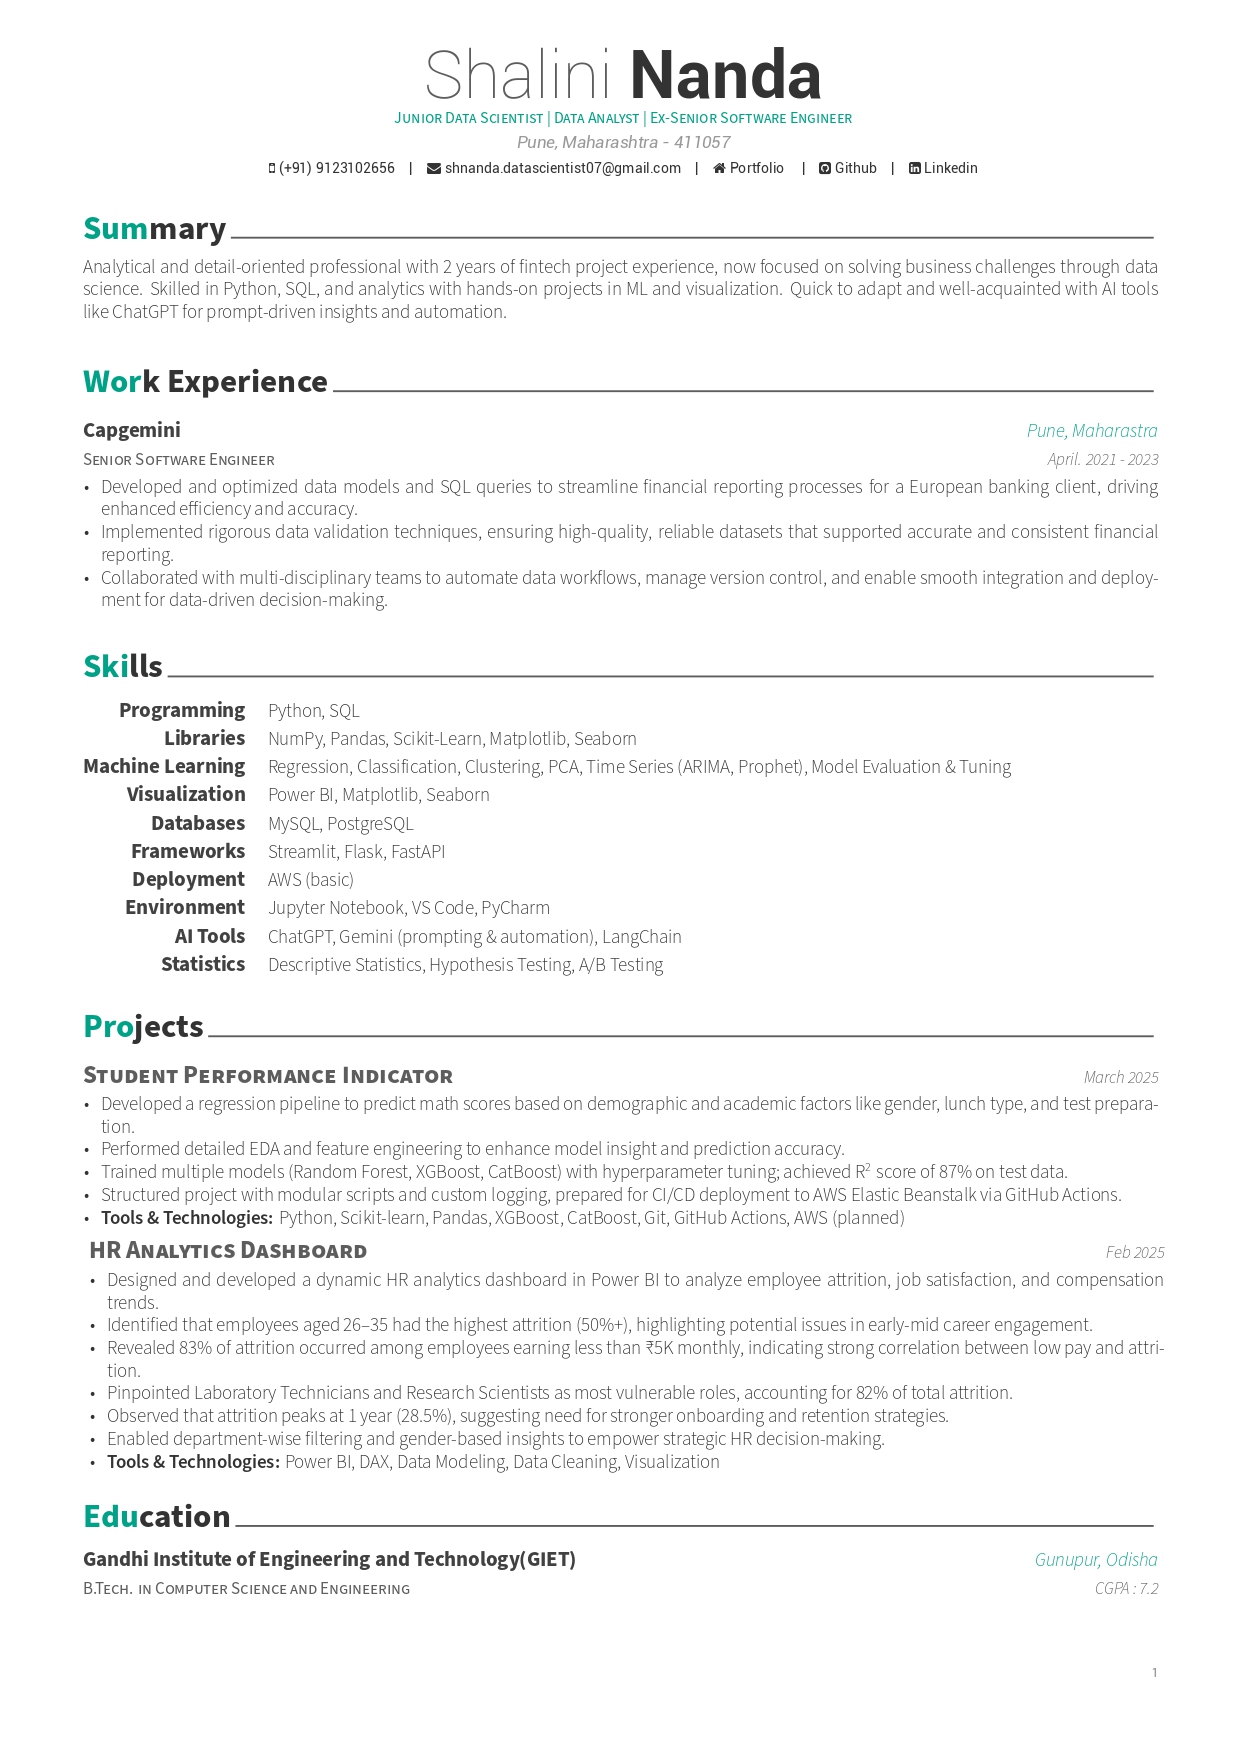 Shalini Nanda
Junior Data Scientist | Data Analyst | Ex-Senior Software Engineer
Pune, Maharashtra - 411057
(+91) 9123102656 | shnanda.datascientist07@gmail.com | Portfolio | Github | Linkedin
Summary
Analytical and detail-oriented professional with 2 years of fintech project experience, now focused on solving business challenges through data
science. Skilled in Python, SQL, and analytics with hands-on projects in ML and visualization. Quick to adapt and well-acquainted with AI tools
like ChatGPT for prompt-driven insights and automation.
Work Experience
Capgemini Pune, Maharastra
Senior Software Engineer April. 2021 - 2023
• Developed and optimized data models and SQL queries to streamline financial reporting processes for a European banking client, driving
enhanced efficiency and accuracy.
• Implemented rigorous data validation techniques, ensuring high-quality, reliable datasets that supported accurate and consistent financial
reporting.
• Collaborated with multi-disciplinary teams to automate data workflows, manage version control, and enable smooth integration and deploy-
ment for data-driven decision-making.
Skills
Programming Python, SQL
Libraries NumPy, Pandas, Scikit-Learn, Matplotlib, Seaborn
Machine Learning Regression, Classification, Clustering, PCA, Time Series (ARIMA, Prophet), Model Evaluation & Tuning
Visualization Power BI, Matplotlib, Seaborn
Databases MySQL, PostgreSQL
Frameworks Streamlit, Flask, FastAPI
Deployment AWS (basic)
Environment Jupyter Notebook, VS Code, PyCharm
AI Tools ChatGPT, Gemini (prompting & automation), LangChain
Statistics Descriptive Statistics, Hypothesis Testing, A/B Testing
Projects
Student Performance Indicator March 2025
• Developed a regression pipeline to predict math scores based on demographic and academic factors like gender, lunch type, and test prepara-
tion.
• Performed detailed EDA and feature engineering to enhance model insight and prediction accuracy.
• Trained multiple models (Random Forest, XGBoost, CatBoost) with hyperparameter tuning; achieved R² score of 87% on test data.
• Structured project with modular scripts and custom logging, prepared for CI/CD deployment to AWS Elastic Beanstalk via GitHub Actions.
• Tools & Technologies: Python, Scikit-learn, Pandas, XGBoost, CatBoost, Git, GitHub Actions, AWS (planned)
HR Analytics Dashboard Feb 2025
• Designed and developed a dynamic HR analytics dashboard in Power BI to analyze employee attrition, job satisfaction, and compensation
trends.
• Identified that employees aged 26–35 had the highest attrition (50%+), highlighting potential issues in early-mid career engagement.
• Revealed 83% of attrition occurred among employees earning less than ₹5K monthly, indicating strong correlation between low pay and attri-
tion.
• Pinpointed Laboratory Technicians and Research Scientists as most vulnerable roles, accounting for 82% of total attrition.
• Observed that attrition peaks at 1 year (28.5%), suggesting need for stronger onboarding and retention strategies.
• Enabled department-wise filtering and gender-based insights to empower strategic HR decision-making.
• Tools & Technologies: Power BI, DAX, Data Modeling, Data Cleaning, Visualization
Education
Gandhi Institute of Engineering and Technology(GIET) Gunupur, Odisha
B.Tech. in Computer Science and Engineering CGPA : 7.2
1